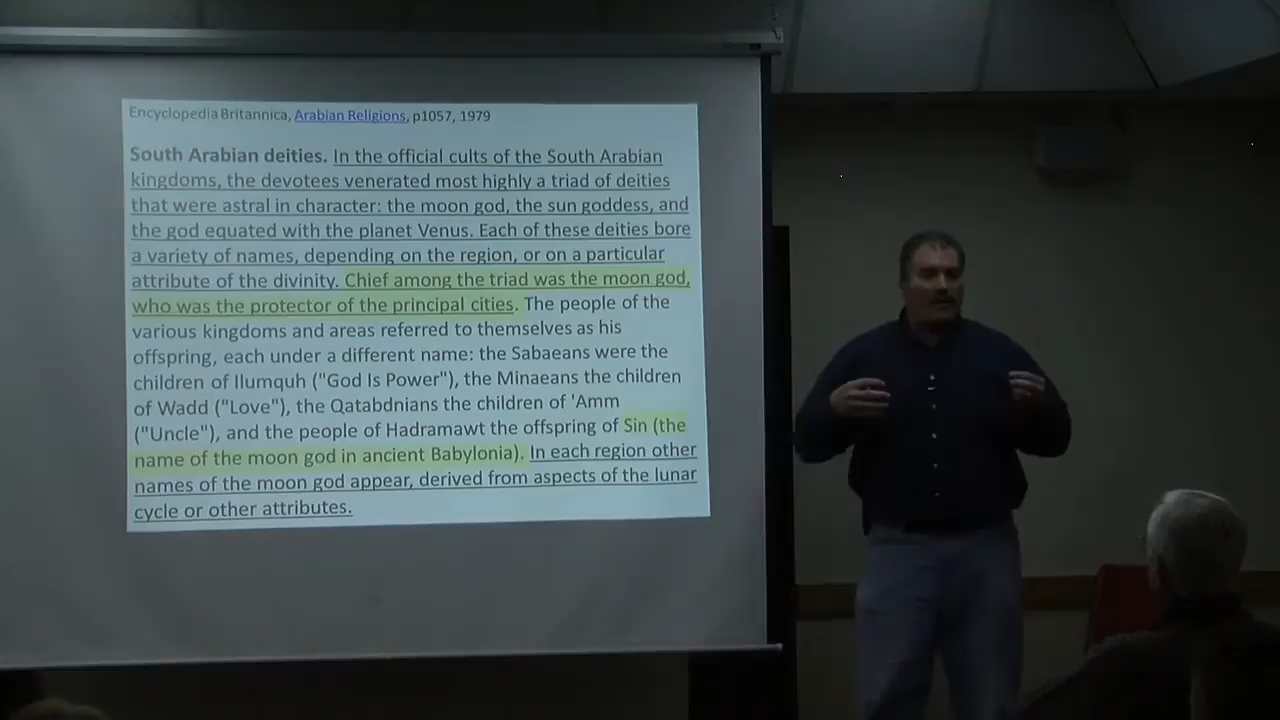 Encyclopedia Britannica, Arabian Religions, p1057, 1979
South Arabian deities. In the official cults of the South Arabian
kingdoms, the devotees venerated most highly a triad of deities
that were astral in character: the moon god, the sun goddess, and
the god equated with the planet Venus. Each of these deities bore
a variety of names, depending on the region, or on a particular
attribute of the divinity. Chief among the triad was the moon god,
who was the protector of the principal cities. The people of the
various kingdoms and areas referred to themselves as his
offspring, each under a different name: the Sabaeans were the
children of Ilumquh ("God Is Power"), the Minaeans the children
of Wadd ("Love"), the Qatabdnians the children of 'Amm
("Uncle"), and the people of Hadramawt the offspring of Sin (the
name of the moon god in ancient Babylonia). In each region other
names of the moon god appear, derived from aspects of the lunar
cycle or other attributes.